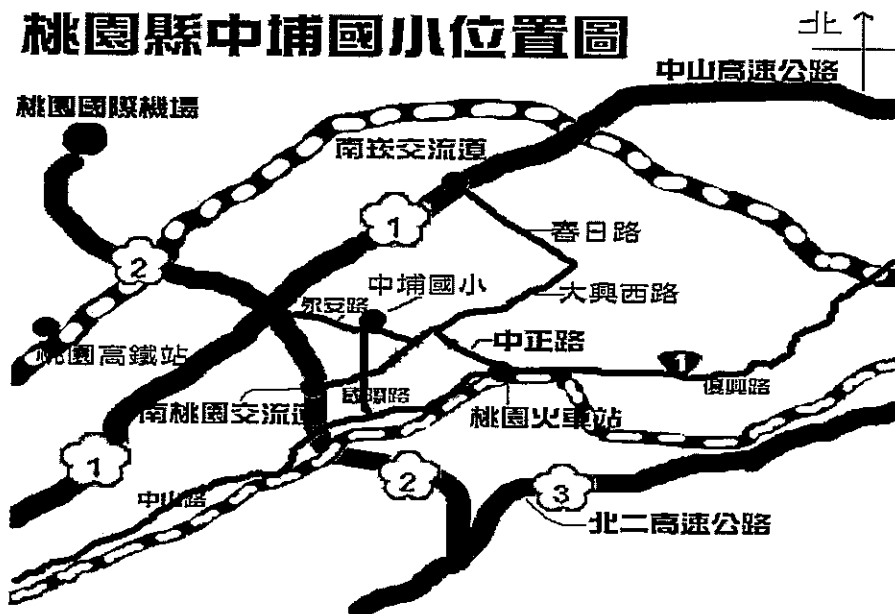 桃園縣中埔國小位置圖
北
中山高速公路
桃園國際機場
南崁交流道
1
春日路
2
中埔國小
大興西路
永安路
中正路
1
桃園高鐵站
復興路
國際路
南桃園交流道
桃園火車站
1
2
3
中山路
北二高速公路